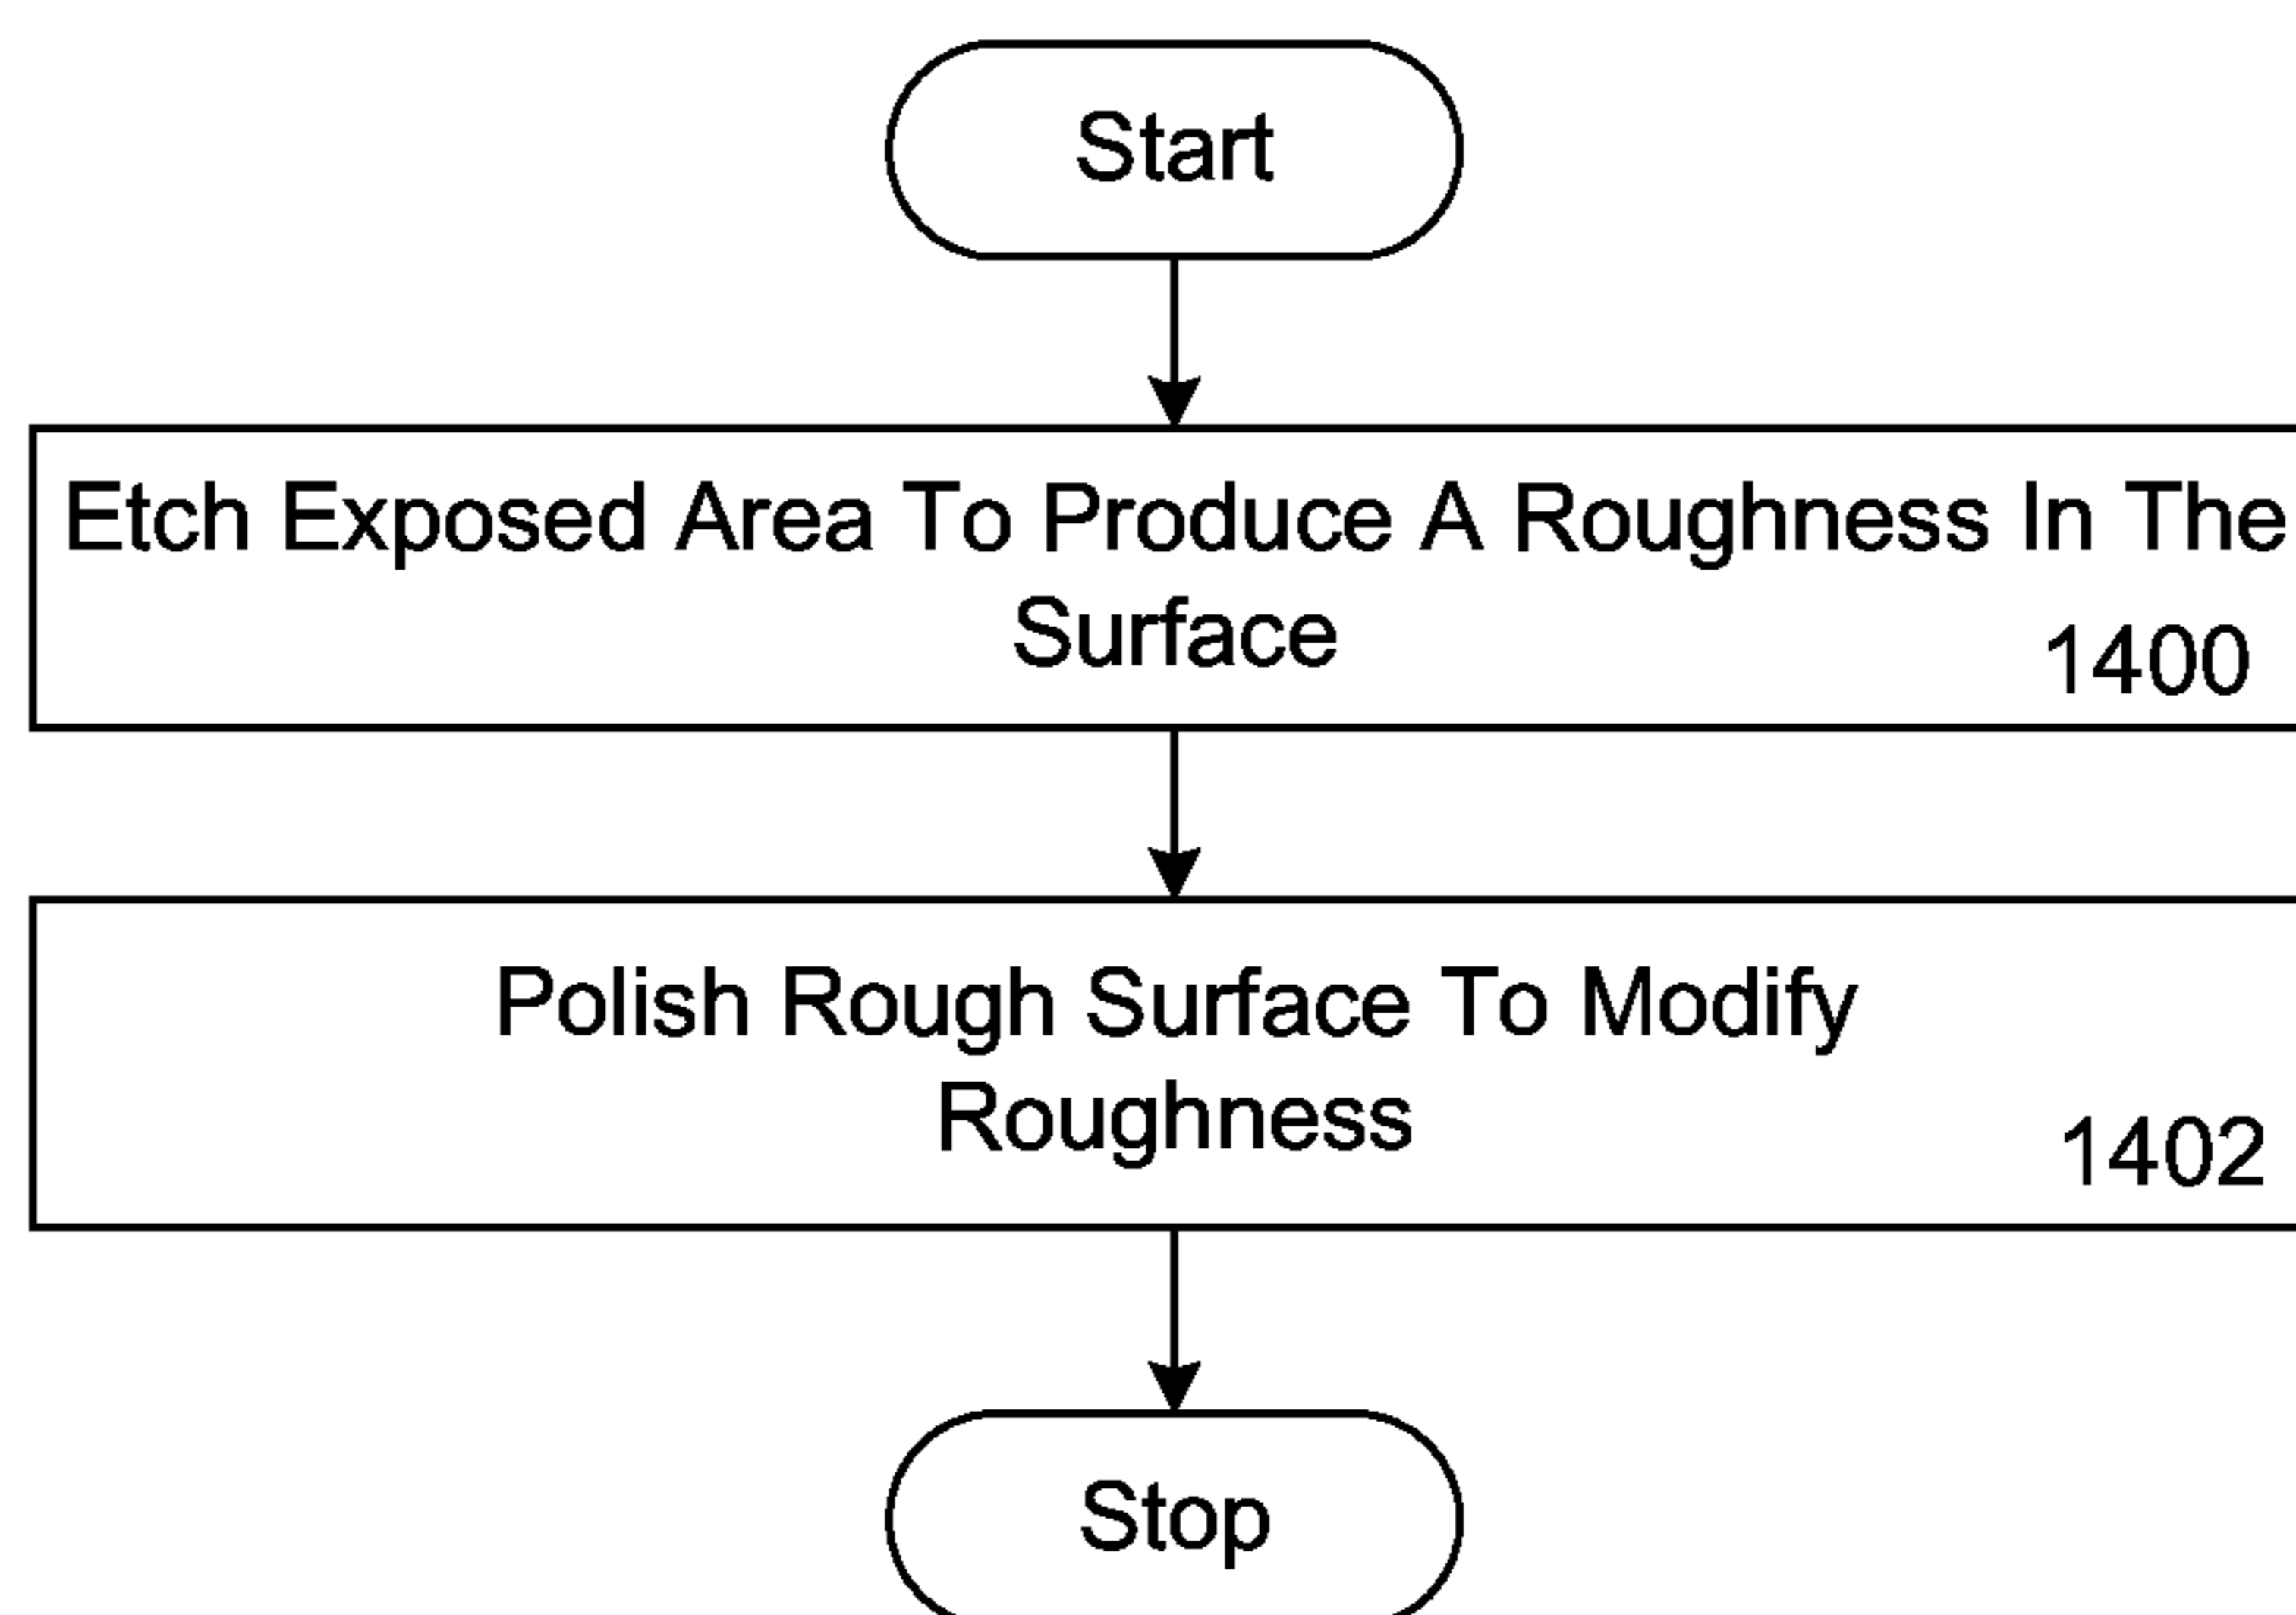 Start
Etch Exposed Area To Produce A Roughness In The
Surface
1400
Polish Rough Surface To Modify
Roughness
1402
Stop